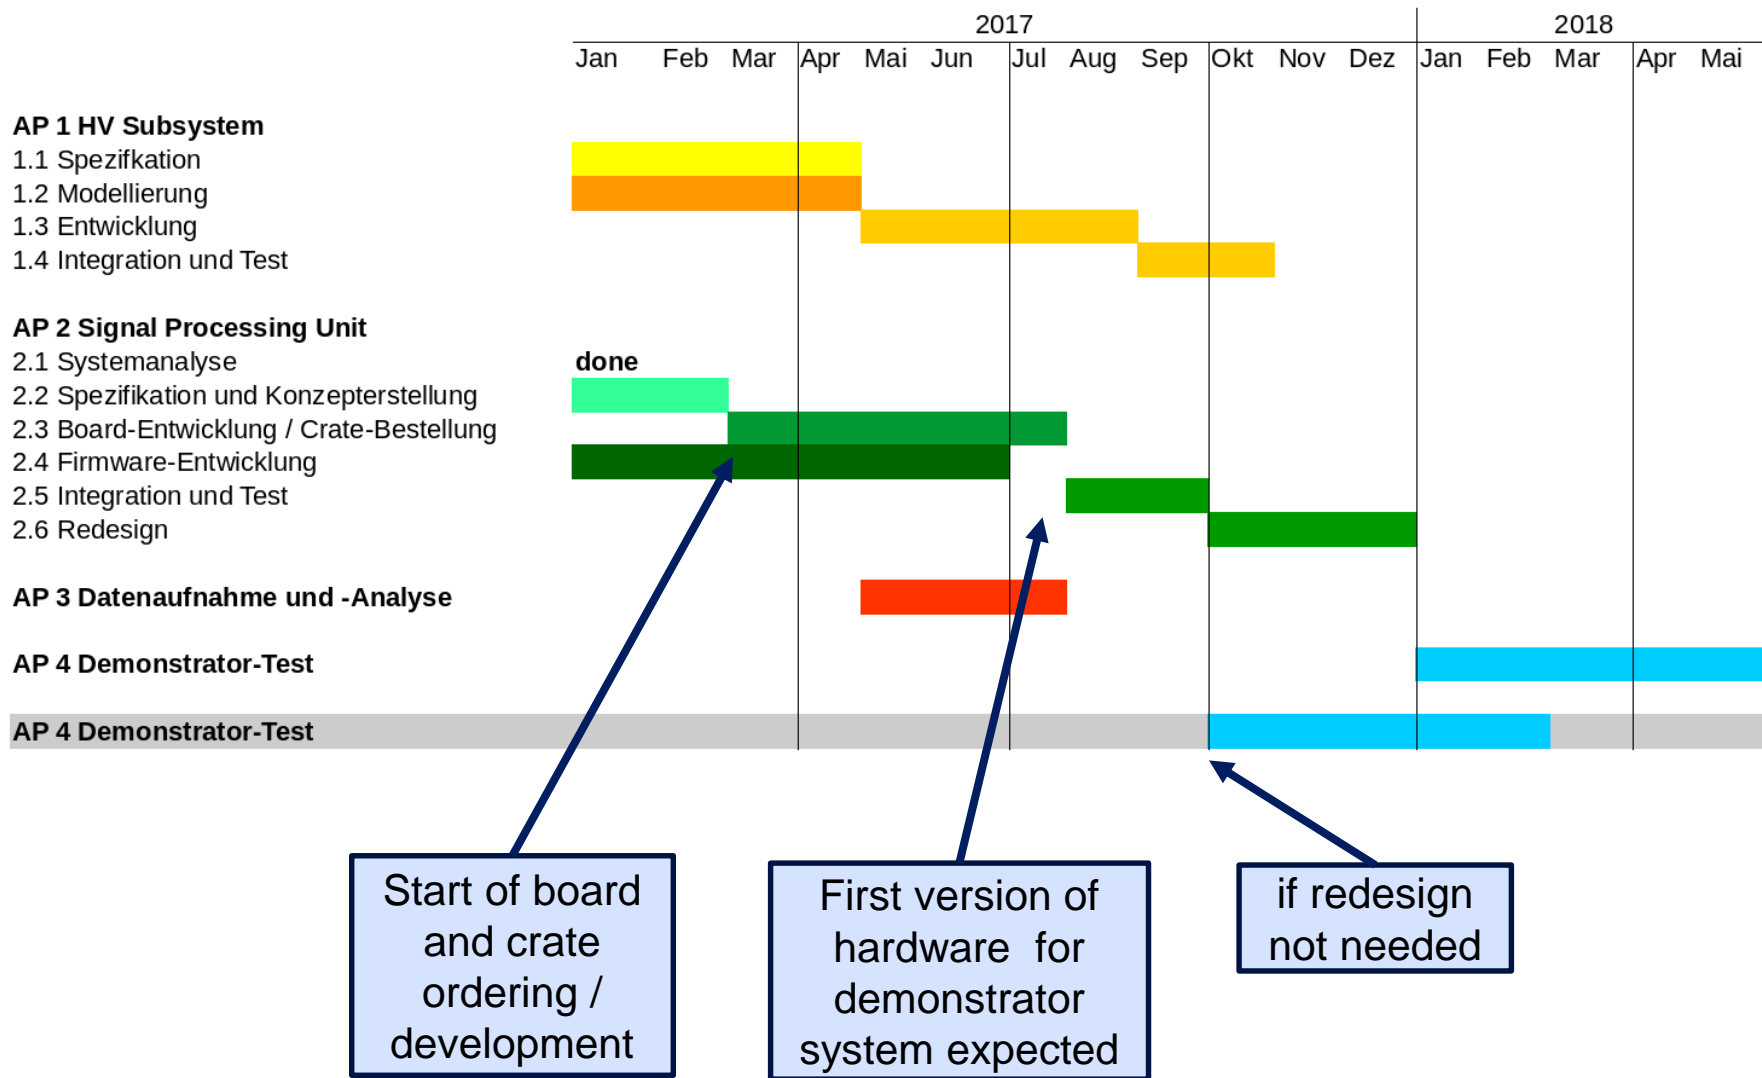 2017 2018
Jan Feb Mar Apr Mai Jun Jul Aug Sep Okt Nov Dez Jan Feb Mar Apr Mai
AP 1 HV Subsystem
1.1 Spezifkation
1.2 Modellierung
1.3 Entwicklung
1.4 Integration und Test
AP 2 Signal Processing Unit
2.1 Systemanalyse done
2.2 Spezifikation und Konzepterstellung
2.3 Board-Entwicklung / Crate-Bestellung
2.4 Firmware-Entwicklung
2.5 Integration und Test
2.6 Redesign
AP 3 Datenaufnahme und -Analyse
AP 4 Demonstrator-Test
AP 4 Demonstrator-Test
Start of board
and crate
ordering /
development
First version of
hardware for
demonstrator
system expected
if redesign
not needed